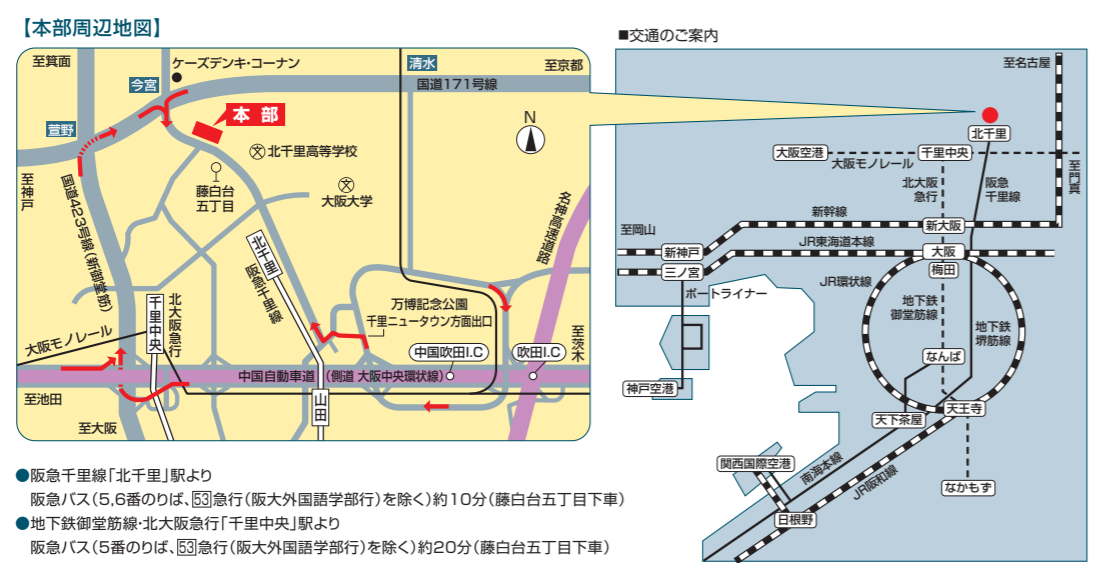 【本部周辺地図】
至箕面
ケーズデンキ・コーナン
清水
至京都
今宮
国道171号線
本部
萱野
N
北千里高等学校
至神戸
国道423号線(新御堂筋)
藤白台
五丁目
大阪大学
名神高速道路
北千里
阪急千里線
万博記念公園
千里ニュータウン方面出口
北大阪急行
千里中央
大阪モノレール
至茨木
中国吹田I.C
吹田I.C
中国自動車道 (側道 大阪中央環状線)
至池田
山田
至大阪
■交通のご案内
至名古屋
北千里
大阪空港
千里中央
大阪モノレール
至門真
北大阪
急行
阪急
千里線
新幹線
至岡山
新大阪
JR東海道本線
新神戸
大阪
三ノ宮
梅田
JR環状線
ポートライナー
地下鉄
御堂筋線
地下鉄
堺筋線
なんば
神戸空港
天王寺
天下茶屋
関西国際空港
南海本線
JR阪和線
なかもず
日根野
●阪急千里線「北千里」駅より
阪急バス(5,6番のりば、53急行(阪大外国語学部行)を除く)約10分(藤白台五丁目下車)
●地下鉄御堂筋線・北大阪急行「千里中央」駅より
阪急バス(5番のりば、53急行(阪大外国語学部行)を除く)約20分(藤白台五丁目下車)